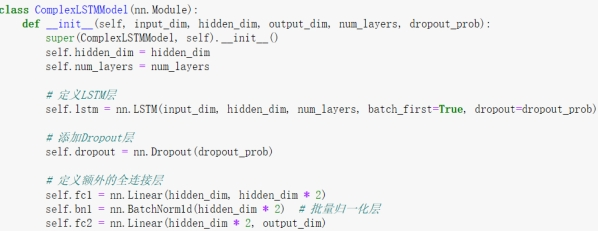 class ComplexLSTMModel(nn.Module):
    def __init__(self, input_dim, hidden_dim, output_dim, num_layers, dropout_prob):
        super(ComplexLSTMModel, self).__init__()
        self.hidden_dim = hidden_dim
        self.num_layers = num_layers

        # 定义LSTM层
        self.lstm = nn.LSTM(input_dim, hidden_dim, num_layers, batch_first=True, dropout=dropout_prob)

        # 添加Dropout层
        self.dropout = nn.Dropout(dropout_prob)

        # 定义额外的全连接层
        self.fc1 = nn.Linear(hidden_dim, hidden_dim * 2)
        self.bn1 = nn.BatchNorm1d(hidden_dim * 2)  # 批量归一化层
        self.fc2 = nn.Linear(hidden_dim * 2, output_dim)